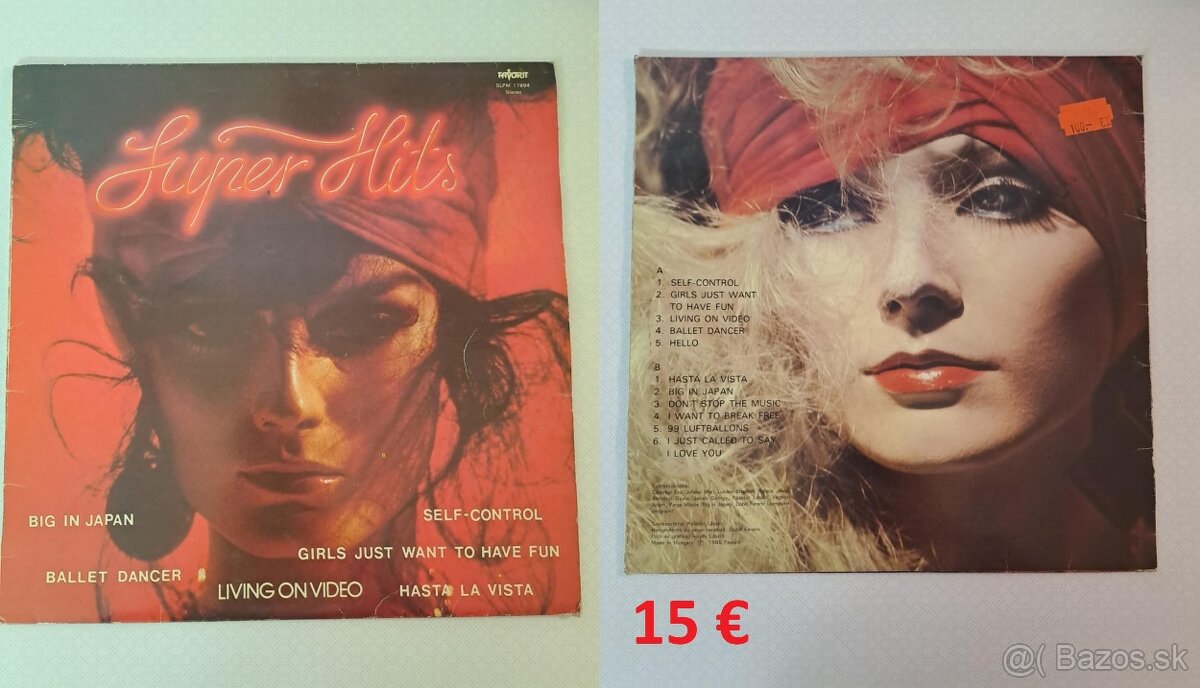 FAVORIT
SLPM 17894
Stereo
Super Hits
BIG IN JAPAN
SELF-CONTROL
GIRLS JUST WANT TO HAVE FUN
BALLET DANCER
LIVING ON VIDEO
HASTA LA VISTA
100.-
A
1. SELF-CONTROL
2. GIRLS JUST WANT
TO HAVE FUN
3. LIVING ON VIDEO
4. BALLET DANCER
5. HELLO
B
1. HASTA LA VISTA
2. BIG IN JAPAN
3. DON'T STOP THE MUSIC
4. I WANT TO BREAK FREE
5. 99 LUFTBALLONS
6. I JUST CALLED TO SAY
I LOVE YOU
Made in Hungary Ⓟ 1985 Favorit
15 €
@( Bazos.sk